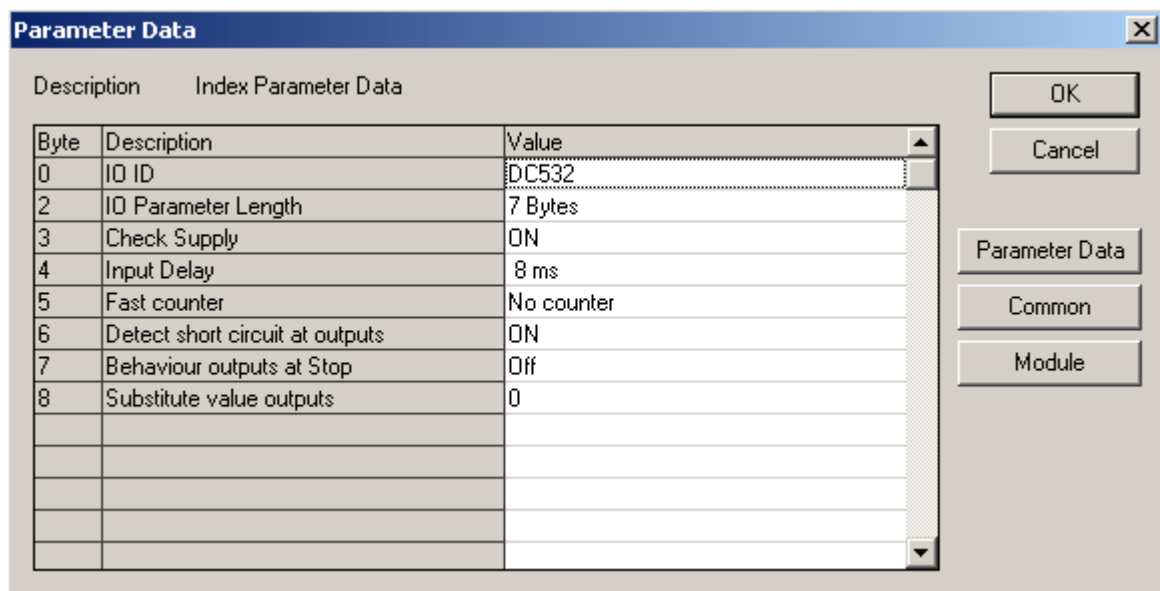 Parameter Data
Description Index Parameter Data
OK
Cancel
Byte Description Value
0 IO ID DC532
2 IO Parameter Length 7 Bytes
3 Check Supply ON
4 Input Delay 8 ms
5 Fast counter No counter
6 Detect short circuit at outputs ON
7 Behaviour outputs at Stop Off
8 Substitute value outputs 0
Parameter Data
Common
Module